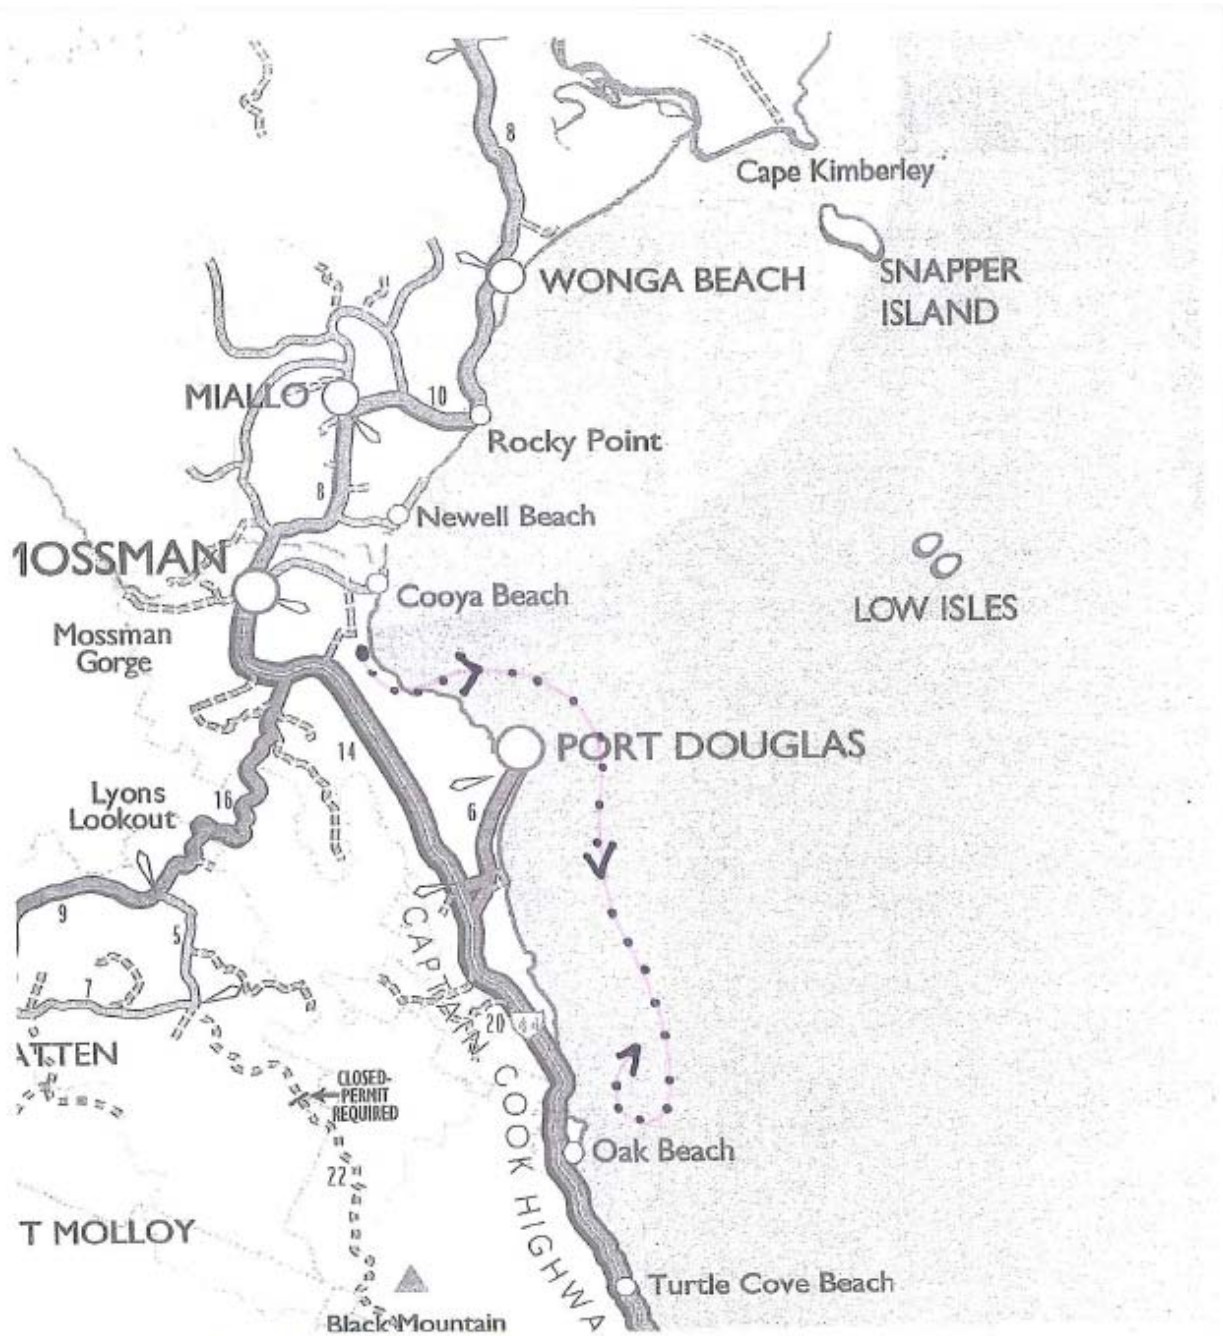 8
Cape Kimberley
SNAPPER
ISLAND
WONGA BEACH
MIALLO
10
Rocky Point
8
Newell Beach
MOSSMAN
Cooya Beach
LOW ISLES
Mossman
Gorge
14
PORT DOUGLAS
Lyons
Lookout
16
6
9
5
7
CAPTAIN COOK HIGHWA
20
44
ATTEN
CLOSED-
PERMIT
REQUIRED
22
Oak Beach
T MOLLOY
Turtle Cove Beach
Black Mountain